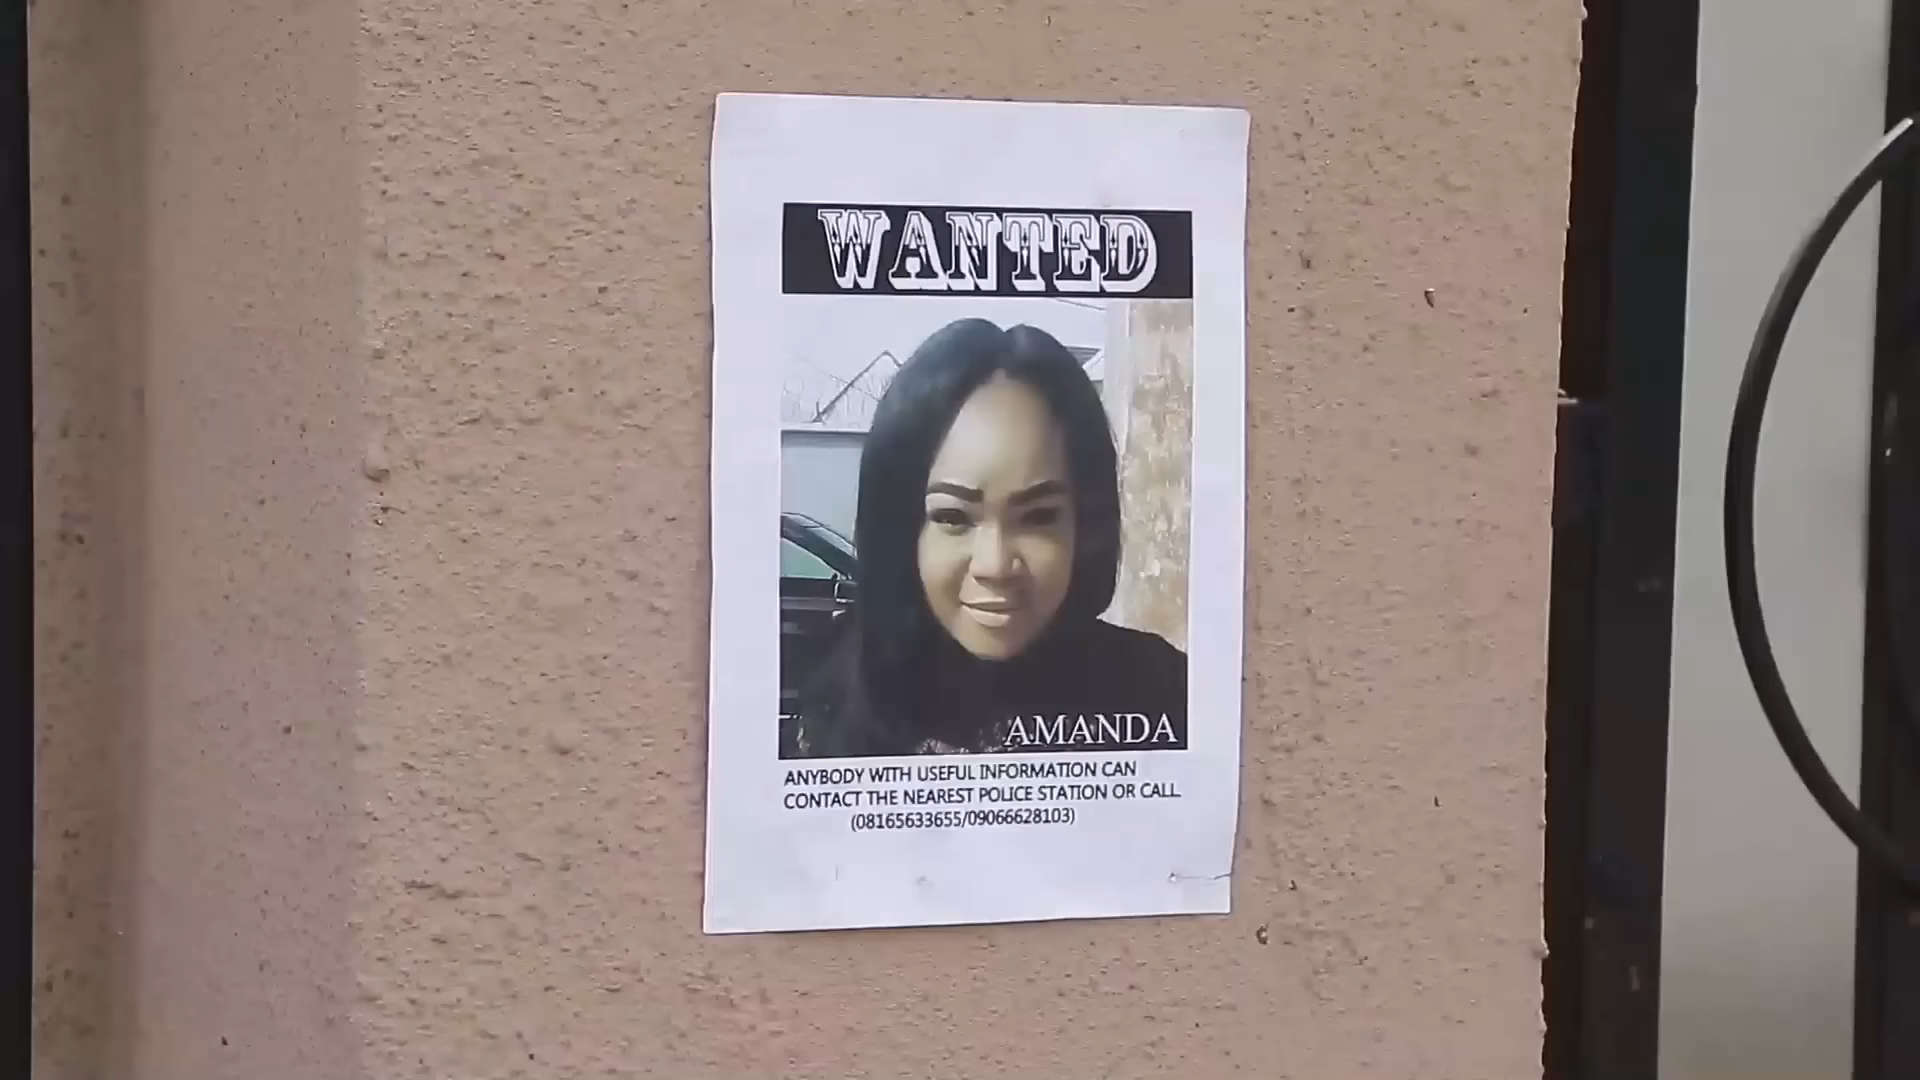 WANTED
AMANDA
ANYBODY WITH USEFUL INFORMATION CAN
CONTACT THE NEAREST POLICE STATION OR CALL
(08165633655/09066628103)